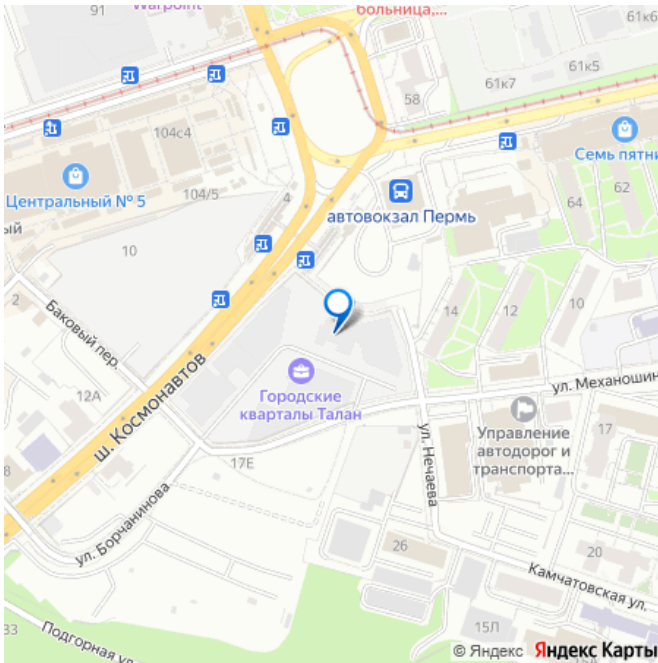 91
Warpoint
больница,...
61к6
61к5
61к7
58
104с4
Семь пятни
Центральный № 5
104/5
4
автовокзал Пермь
62
64
ый
10
2
Баковый пер.
14
12
10
12А
ш. Космонавтов
Городские
кварталы Талан
ул. Механошин
Управление
автодорог и
транспорта...
17
ул. Нечаева
17Е
8
ул. Борчанинова
26
20
Камчатовская ул.
33
Подгорная ул
15Л
© Яндекс Яндекс Карты